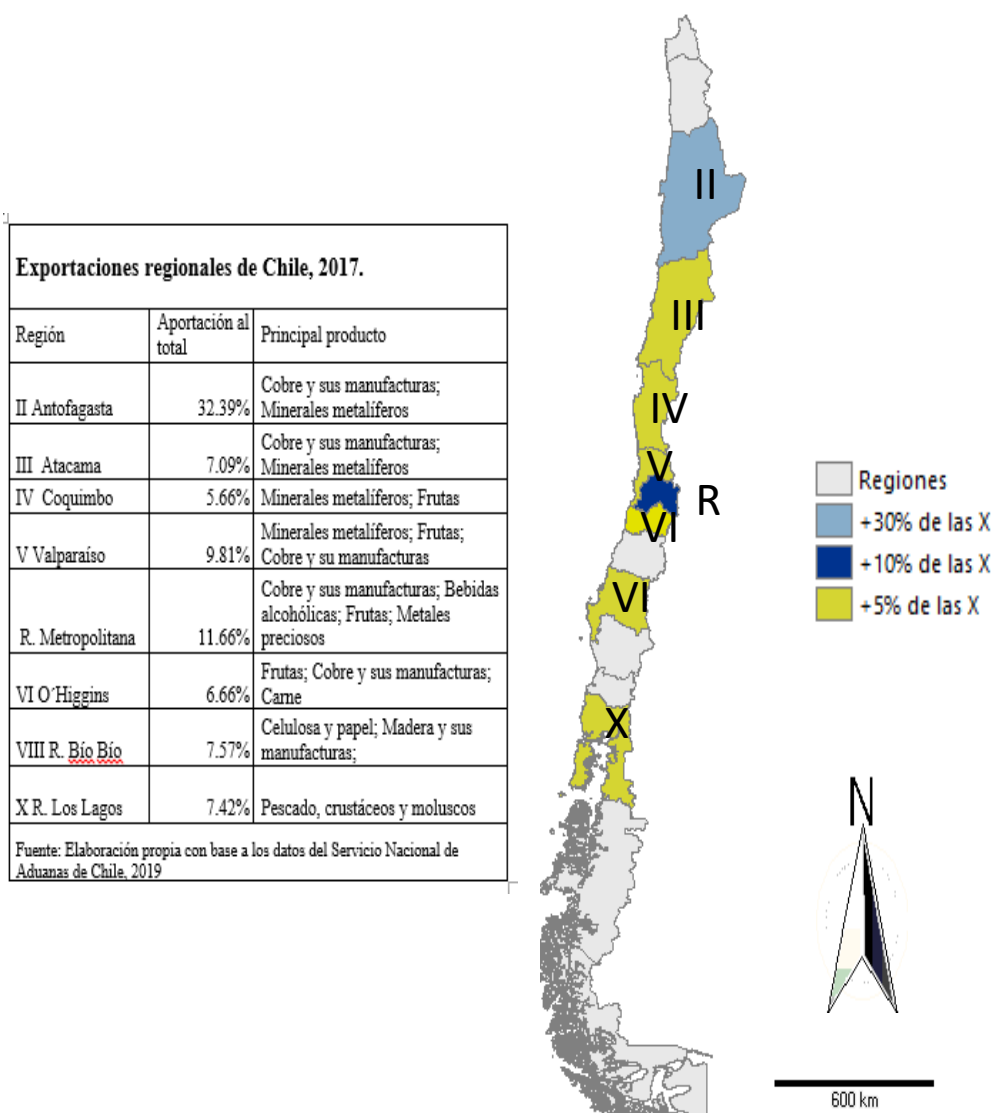 Exportaciones regionales de Chile, 2017.
Región
Aportación al
total
Principal producto
II Antofagasta
32.39%
Cobre y sus manufacturas;
Minerales metalíferos
III Atacama
7.09%
Cobre y sus manufacturas;
Minerales metalíferos
IV Coquimbo
5.66%
Minerales metalíferos; Frutas
V Valparaíso
9.81%
Minerales metalíferos; Frutas;
Cobre y su manufacturas
R. Metropolitana
11.66%
Cobre y sus manufacturas; Bebidas
alcohólicas; Frutas; Metales
preciosos
VI O´Higgins
6.66%
Frutas; Cobre y sus manufacturas;
Carne
VIII R. Bío Bío
7.57%
Celulosa y papel; Madera y sus
manufacturas;
X R. Los Lagos
7.42%
Pescado, crustáceos y moluscos
Fuente: Elaboración propia con base a los datos del Servicio Nacional de
Aduanas de Chile, 2019
II
III
IV
V
R
VI
VI
X
Regiones
+30% de las X
+10% de las X
+5% de las X
N
600 km